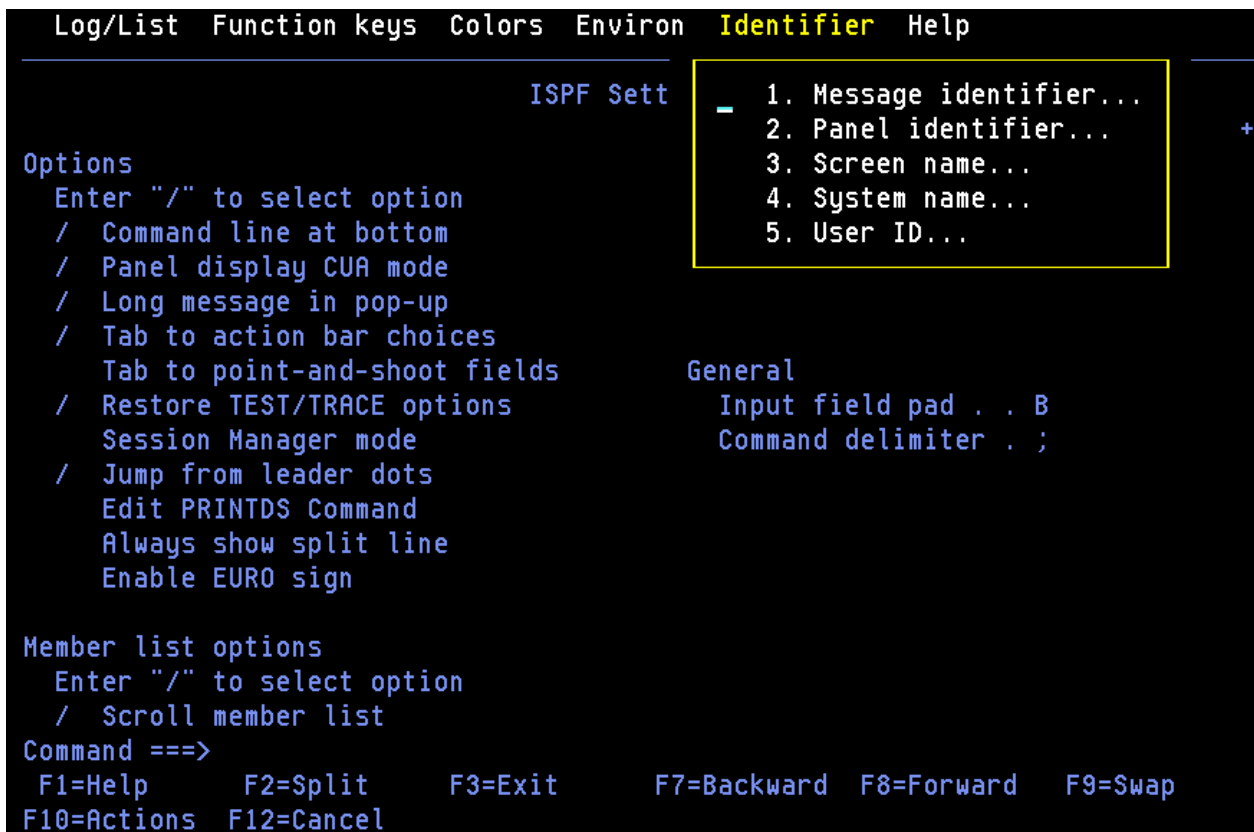 Log/List  Function keys  Colors  Environ  Identifier  Help
ISPF Sett
_  1. Message identifier...
2. Panel identifier...  +
Options  3. Screen name...
Enter "/" to select option  4. System name...
/  Command line at bottom  5. User ID...
/  Panel display CUA mode
/  Long message in pop-up
/  Tab to action bar choices
Tab to point-and-shoot fields  General
/  Restore TEST/TRACE options  Input field pad . . B
Session Manager mode  Command delimiter . ;
/  Jump from leader dots
Edit PRINTDS Command
Always show split line
Enable EURO sign
Member list options
Enter "/" to select option
/  Scroll member list
Command ===>
F1=Help  F2=Split  F3=Exit  F7=Backward  F8=Forward  F9=Swap
F10=Actions  F12=Cancel